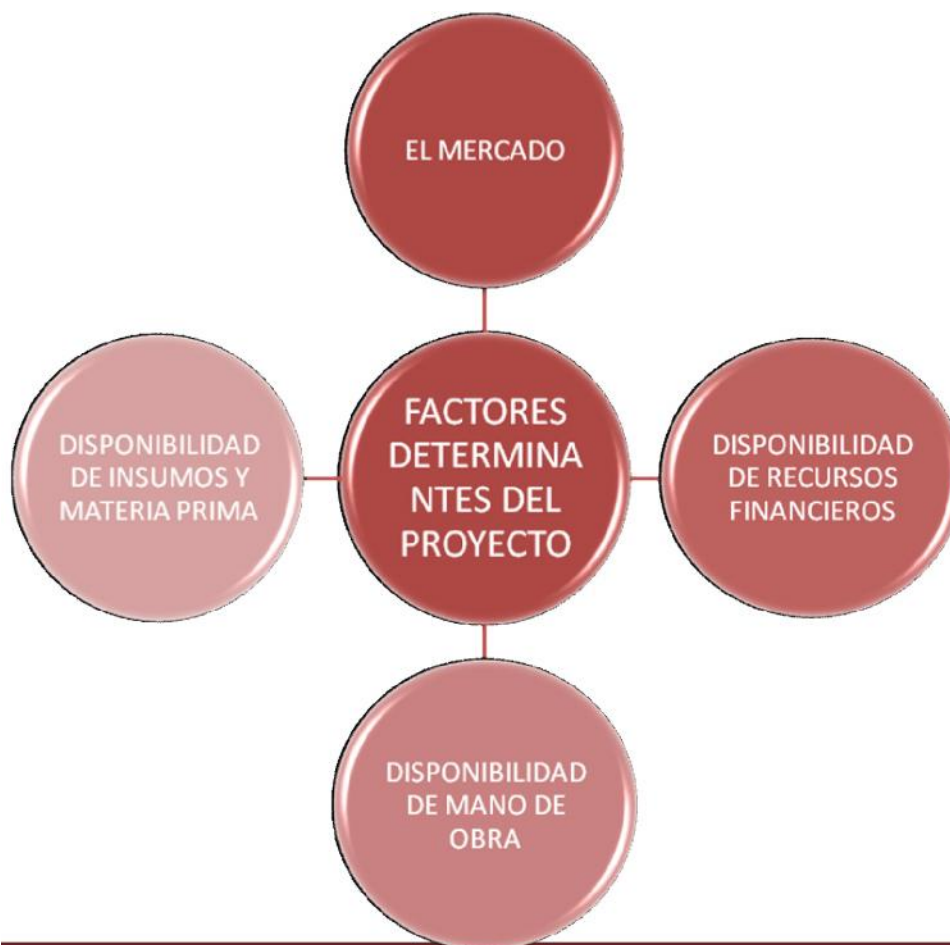 EL MERCADO
FACTORES
DETERMINA
NTES DEL
PROYECTO
DISPONIBILIDAD
DE RECURSOS
FINANCIEROS
DISPONIBILIDAD
DE MANO DE
OBRA
DISPONIBILIDAD
DE INSUMOS Y
MATERIA PRIMA